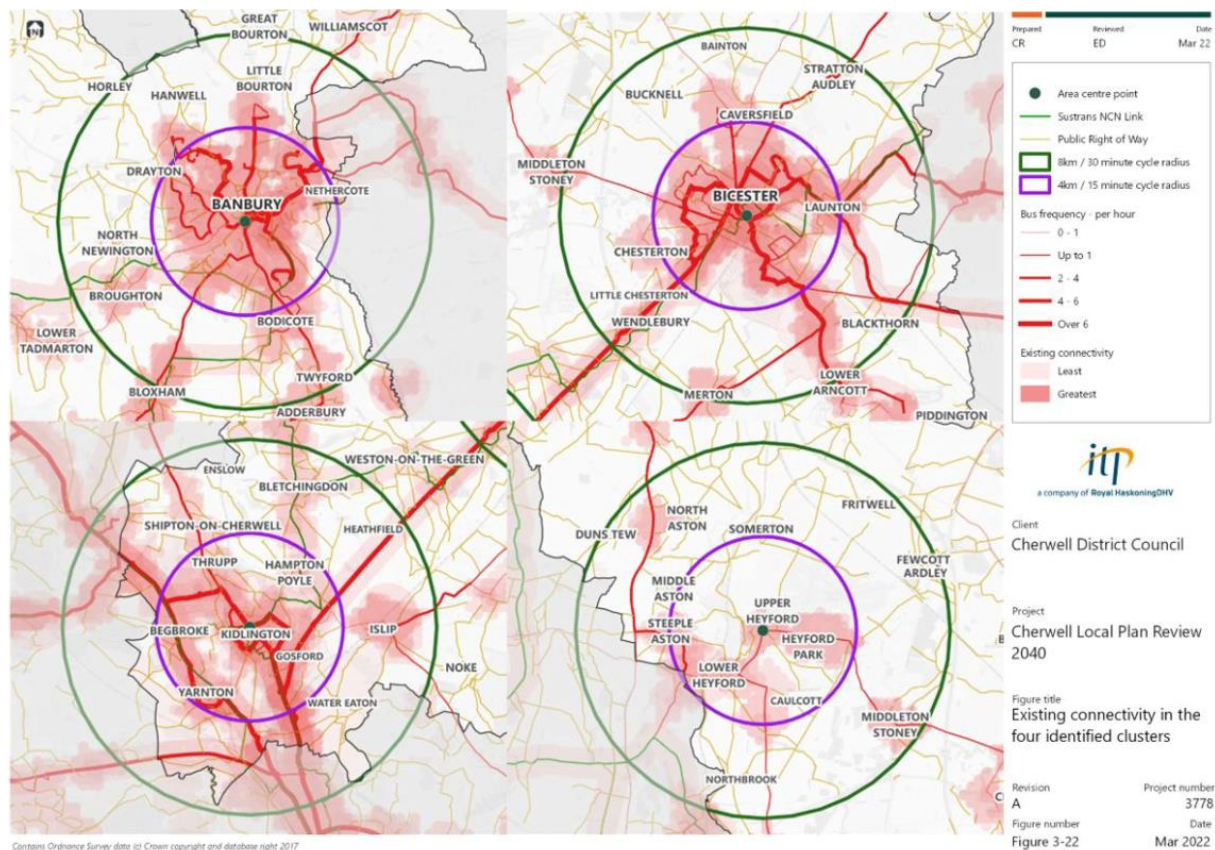 GREAT
BOURTON
WILLIAMSCOT
LITTLE
BOURTON
HORLEY
HANWELL
DRAYTON
NETHERCOTE
BANBURY
NORTH
NEWINGTON
BROUGHTON
BODICOTE
LOWER
TADMARTON
TWYFORD
BLOXHAM
ADDERBURY
BAINTON
STRATTON
AUDLEY
BUCKNELL
CAVERSFIELD
MIDDLETON
STONEY
BICESTER
LAUNTON
CHESTERTON
LITTLE CHESTERTON
WENDLEBURY
BLACKTHORN
LOWER
ARNCOTT
MERTON
PIDDINGTON
WESTON-ON-THE-GREEN
ENSLOW
BLETCHINGDON
SHIPTON-ON-CHERWELL
HEATHFIELD
THRUPP
HAMPTON
POYLE
BEGBROKE
KIDLINGTON
ISLIP
GOSFORD
NOKE
YARNTON
WATER EATON
FRITWELL
NORTH
ASTON
DUNS TEW
SOMERTON
FEWCOTT
ARDLEY
MIDDLE
ASTON
UPPER
HEYFORD
STEEPLE
ASTON
HEYFORD
PARK
LOWER
HEYFORD
CAULCOTT
MIDDLETON
STONEY
NORTHBROOK
Prepared Reviewed Date
CR ED Mar 22
Area centre point
Sustrans NCN Link
Public Right of Way
8km / 30 minute cycle radius
4km / 15 minute cycle radius
Bus frequency - per hour
0 - 1
Up to 1
2 - 4
4 - 6
Over 6
Existing connectivity
Least
Greatest
itp
a company of Royal HaskoningDHV
Client
Cherwell District Council
Project
Cherwell Local Plan Review
2040
Figure title
Existing connectivity in the
four identified clusters
Revision Project number
A 3778
Figure number Date
Figure 3-22 Mar 2022
Contains Ordnance Survey data (c) Crown copyright and database right 2017